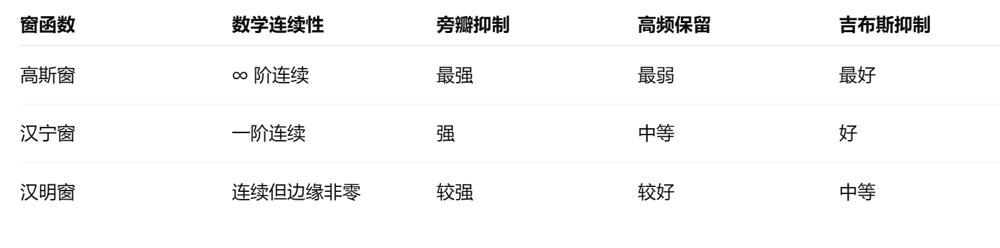 窗函数 数学连续性 旁瓣抑制 高频保留 吉布斯抑制
高斯窗 ∞ 阶连续 最强 最弱 最好
汉宁窗 一阶连续 强 中等 好
汉明窗 连续但边缘非零 较强 较好 中等